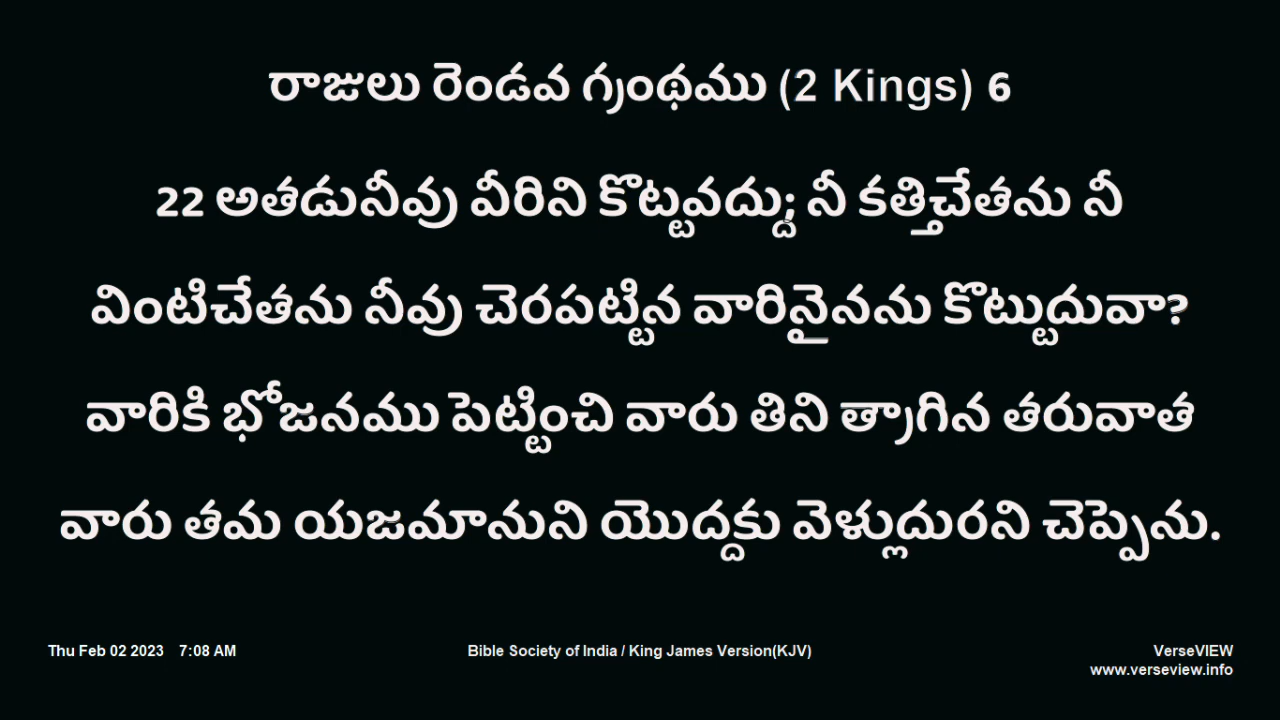 రాజులు రెండవ గ్రంథము (2 Kings) 6
22 అతడునీవు వీరిని కొట్టవద్దు; నీ కత్తిచేతను నీ
వింటిచేతను నీవు చెరపట్టిన వారినైనను కొట్టుదువా?
వారికి భోజనము పెట్టించి వారు తిని త్రాగిన తరువాత
వారు తమ యజమానుని యొద్దకు వెళ్లుదురని చెప్పెను.
Thu Feb 02 2023 7:08 AM
Bible Society of India / King James Version(KJV)
VerseVIEW
www.verseview.info